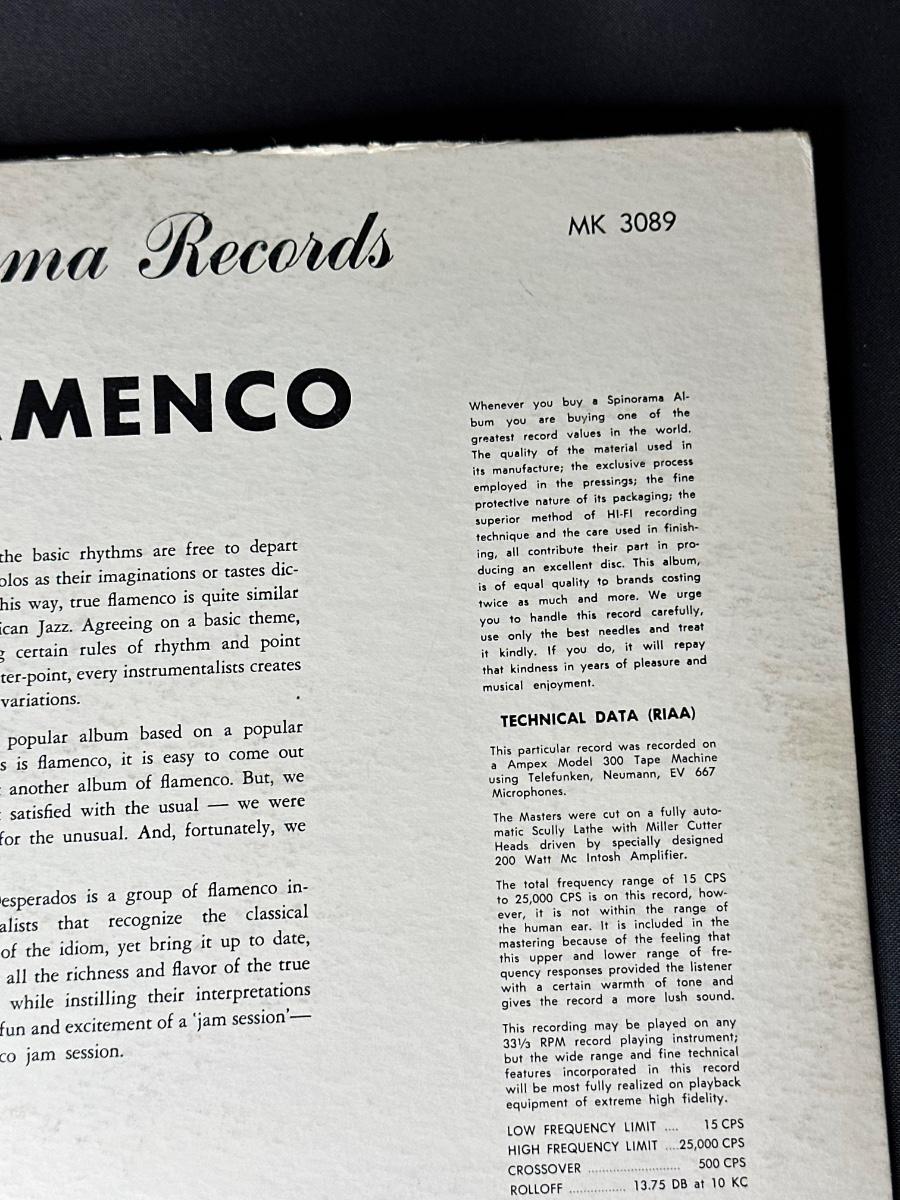 ma Records
MK 3089
AMENCO
the basic rhythms are free to depart
olos as their imaginations or tastes dic-
his way, true flamenco is quite similar
ican Jazz. Agreeing on a basic theme,
g certain rules of rhythm and point
ter-point, every instrumentalists creates
variations.
popular album based on a popular
s is flamenco, it is easy to come out
another album of flamenco. But, we
satisfied with the usual — we were
for the unusual. And, fortunately, we
esperados is a group of flamenco in-
alists that recognize the classical
of the idiom, yet bring it up to date,
all the richness and flavor of the true
while instilling their interpretations
fun and excitement of a 'jam session'—
co jam session.
Whenever you buy a Spinorama Al-
bum you are buying one of the
greatest record values in the world.
The quality of the material used in
its manufacture; the exclusive process
employed in the pressings; the fine
protective nature of its packaging; the
superior method of HI-FI recording
technique and the care used in finish-
ing, all contribute their part in pro-
ducing an excellent disc. This album,
is of equal quality to brands costing
twice as much and more. We urge
you to handle this record carefully,
use only the best needles and treat
it kindly. If you do, it will repay
that kindness in years of pleasure and
musical enjoyment.
TECHNICAL DATA (RIAA)
This particular record was recorded on
a Ampex Model 300 Tape Machine
using Telefunken, Neumann, EV 667
Microphones.
The Masters were cut on a fully auto-
matic Scully Lathe with Miller Cutter
Heads driven by specially designed
200 Watt Mc Intosh Amplifier.
The total frequency range of 15 CPS
to 25,000 CPS is on this record, how-
ever, it is not within the range of
the human ear. It is included in the
mastering because of the feeling that
this upper and lower range of fre-
quency responses provided the listener
with a certain warmth of tone and
gives the record a more lush sound.
This recording may be played on any
33⅓ RPM record playing instrument;
but the wide range and fine technical
features incorporated in this record
will be most fully realized on playback
equipment of extreme high fidelity.
LOW FREQUENCY LIMIT .... 15 CPS
HIGH FREQUENCY LIMIT ....25,000 CPS
CROSSOVER .......................... 500 CPS
ROLLOFF ................ 13.75 DB at 10 KC